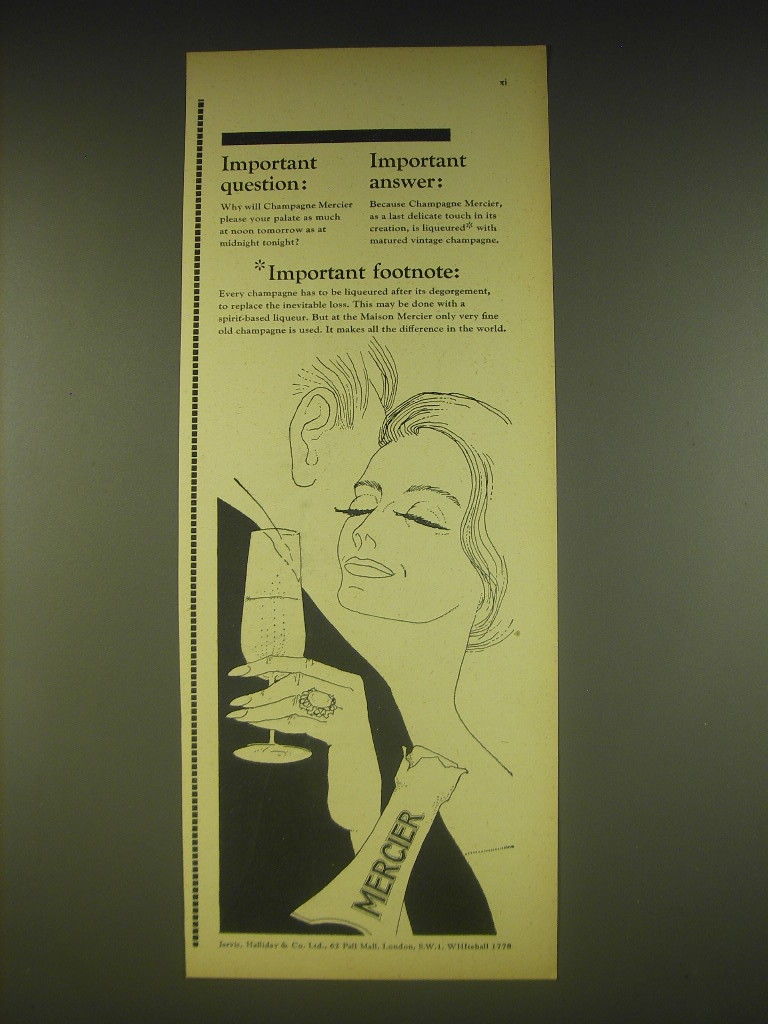 xi
Important
question:
Why will Champagne Mercier
please your palate as much
at noon tomorrow as at
midnight tonight?
Important
answer:
Because Champagne Mercier,
as a last delicate touch in its
creation, is liqueured* with
matured vintage champagne.
*Important footnote:
Every champagne has to be liqueured after its degorgement,
to replace the inevitable loss. This may be done with a
spirit-based liqueur. But at the Maison Mercier only very fine
old champagne is used. It makes all the difference in the world.
MERCIER
Jarvis, Halliday & Co. Ltd., 62 Pall Mall, London, S.W.1. WHItehall 1778